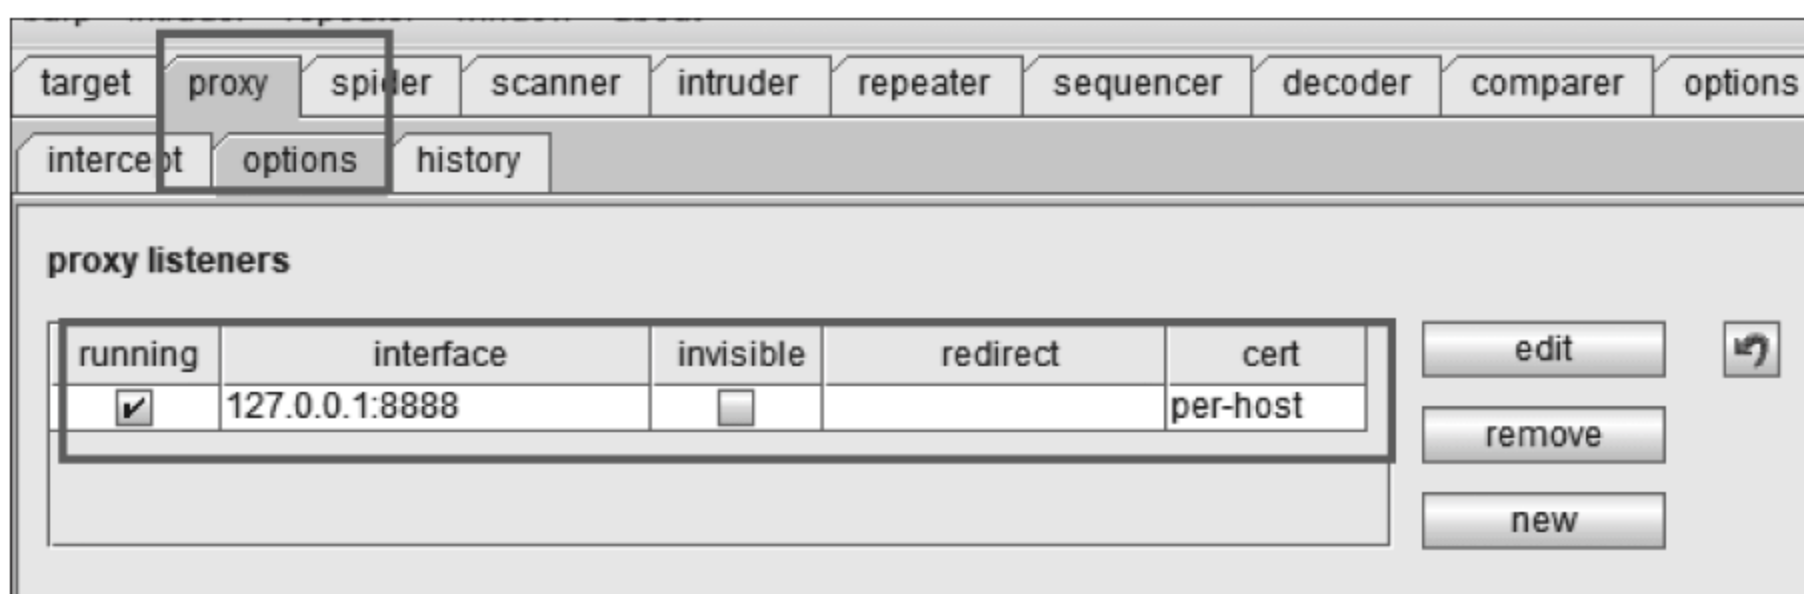 target proxy spider scanner intruder repeater sequencer decoder comparer options
intercept options history
proxy listeners
running interface invisible redirect cert
127.0.0.1:8888 per-host
edit
remove
new